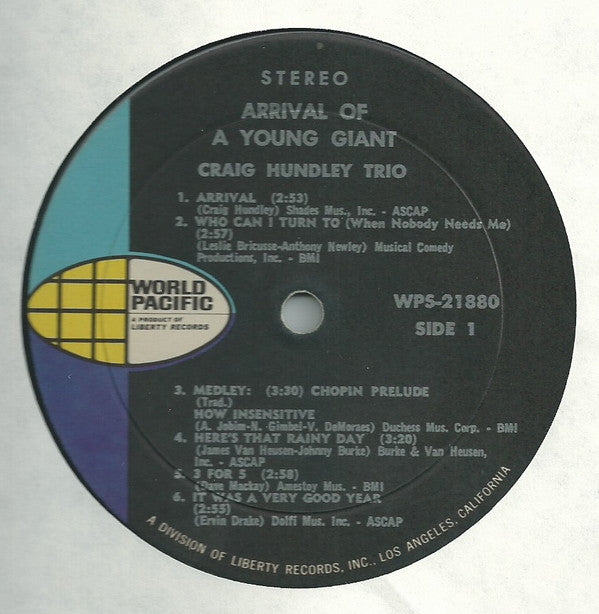 STEREO
ARRIVAL OF
A YOUNG GIANT
CRAIG HUNDLEY TRIO
1. ARRIVAL (2:53)
(Craig Hundley) Shades Mus., Inc. - ASCAP
2. WHO CAN I TURN TO (When Nobody Needs Me)
(2:57)
(Leslie Bricusse-Anthony Newley) Musical Comedy
Productions, Inc. - BMI
WORLD
PACIFIC
A PRODUCT OF
LIBERTY RECORDS
WPS-21880
SIDE 1
3. MEDLEY: (3:30) CHOPIN PRELUDE
(Trad.)
HOW INSENSITIVE
(A. Jobim-N. Gimbel-V. DeMoraes) Duchess Mus. Corp. - BMI
4. HERE'S THAT RAINY DAY (3:20)
(James Van Heusen-Johnny Burke) Burke & Van Heusen,
Inc. - ASCAP
5. 3 FOR 5 (2:58)
(Dave Mackay) Amestoy Mus. - BMI
6. IT WAS A VERY GOOD YEAR
(2:55)
(Ervin Drake) Dolfi Mus. Inc. - ASCAP
A DIVISION OF LIBERTY RECORDS, INC., LOS ANGELES, CALIFORNIA